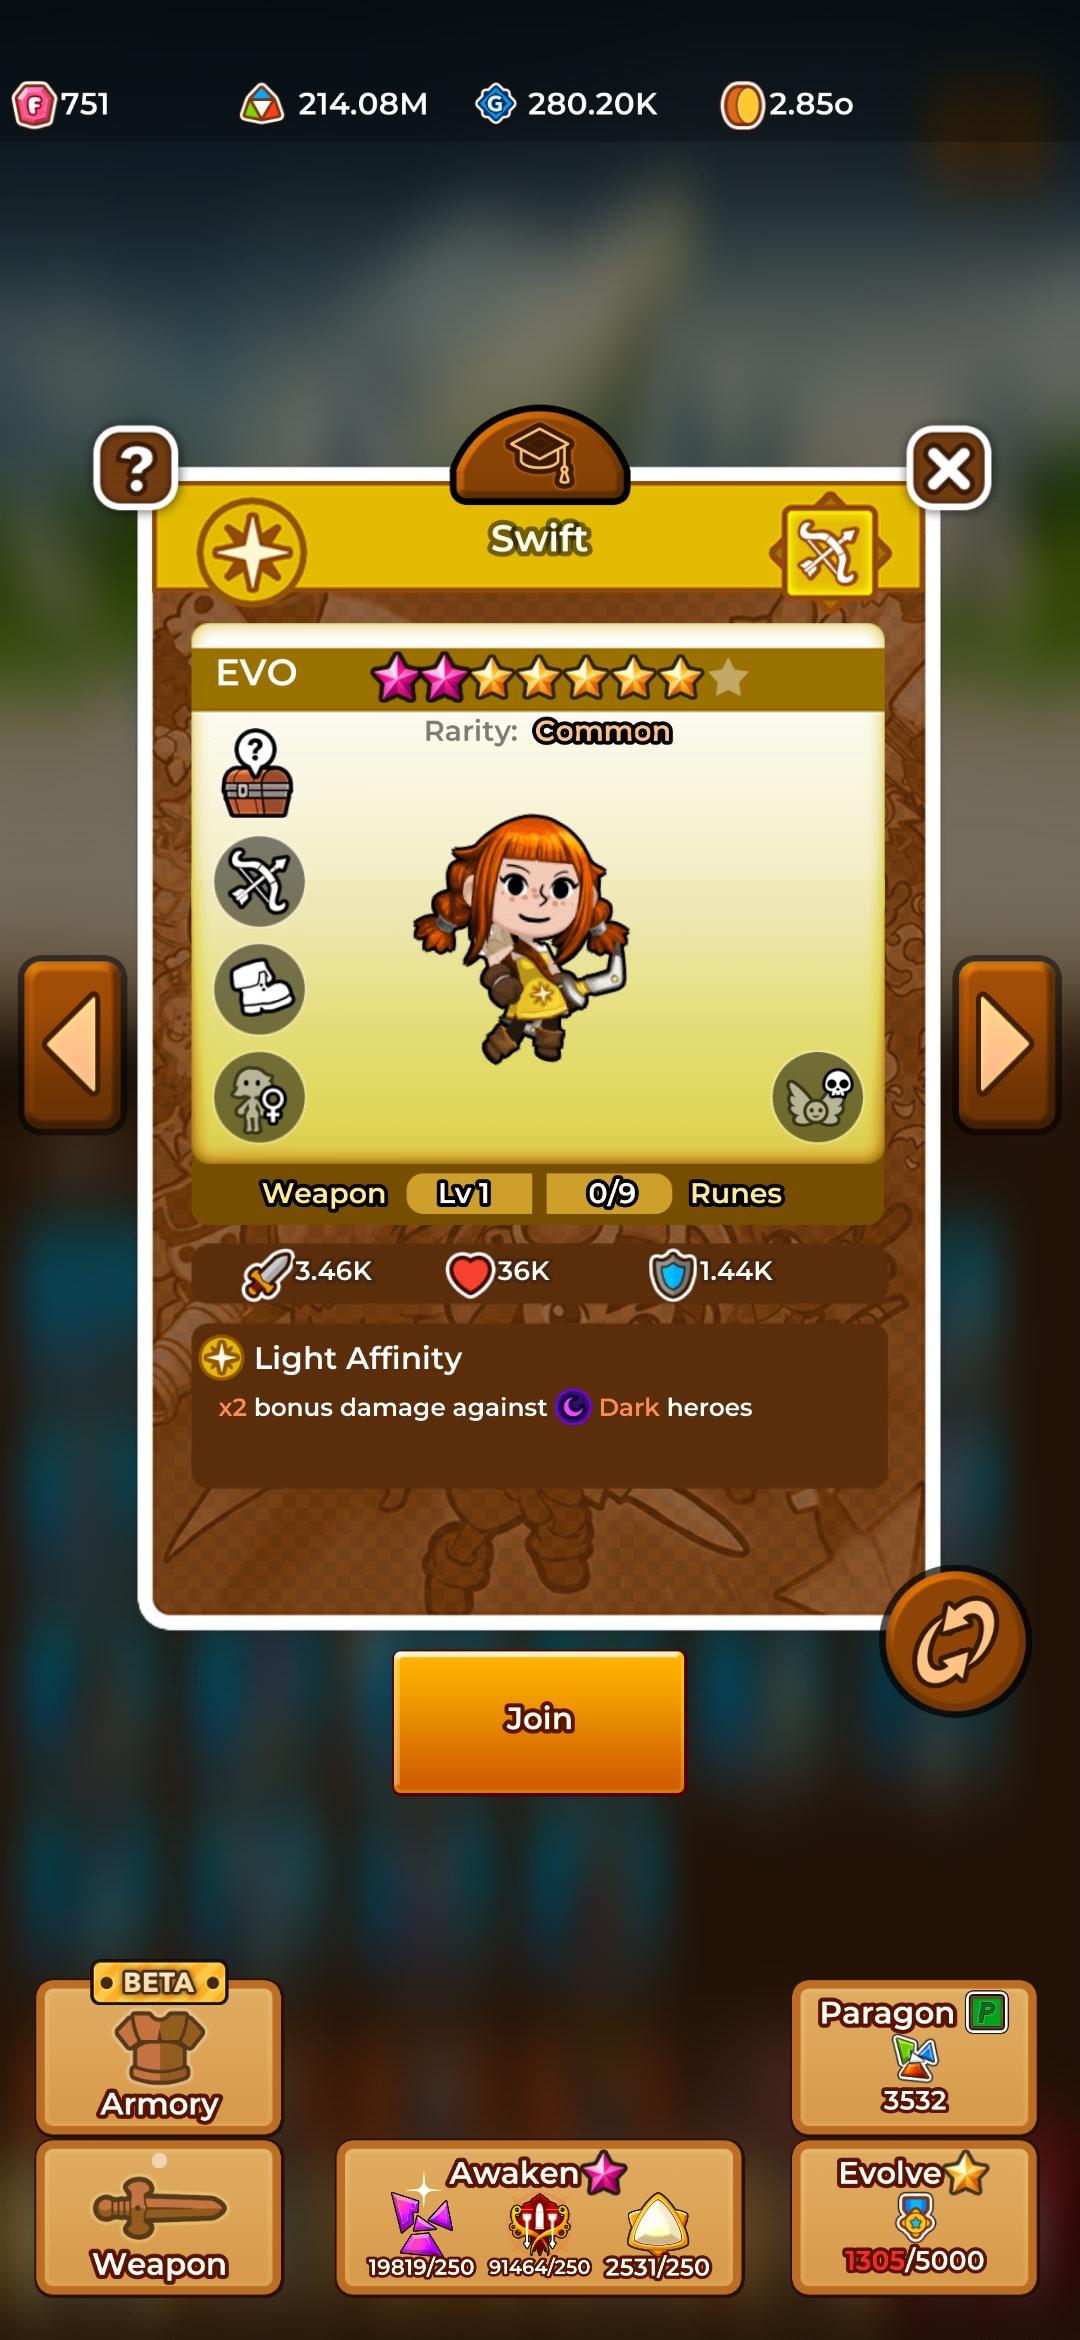 F 751 214.08M G 280.20K 2.85o
?
Swift
EVO
Rarity: Common
?
Weapon Lv 1 0/9 Runes
3.46K 36K 1.44K
Light Affinity
x2 bonus damage against Dark heroes
Join
BETA
Armory
Paragon P
3532
Weapon
Awaken
19819/250 91464/250 2531/250
Evolve
1305/5000